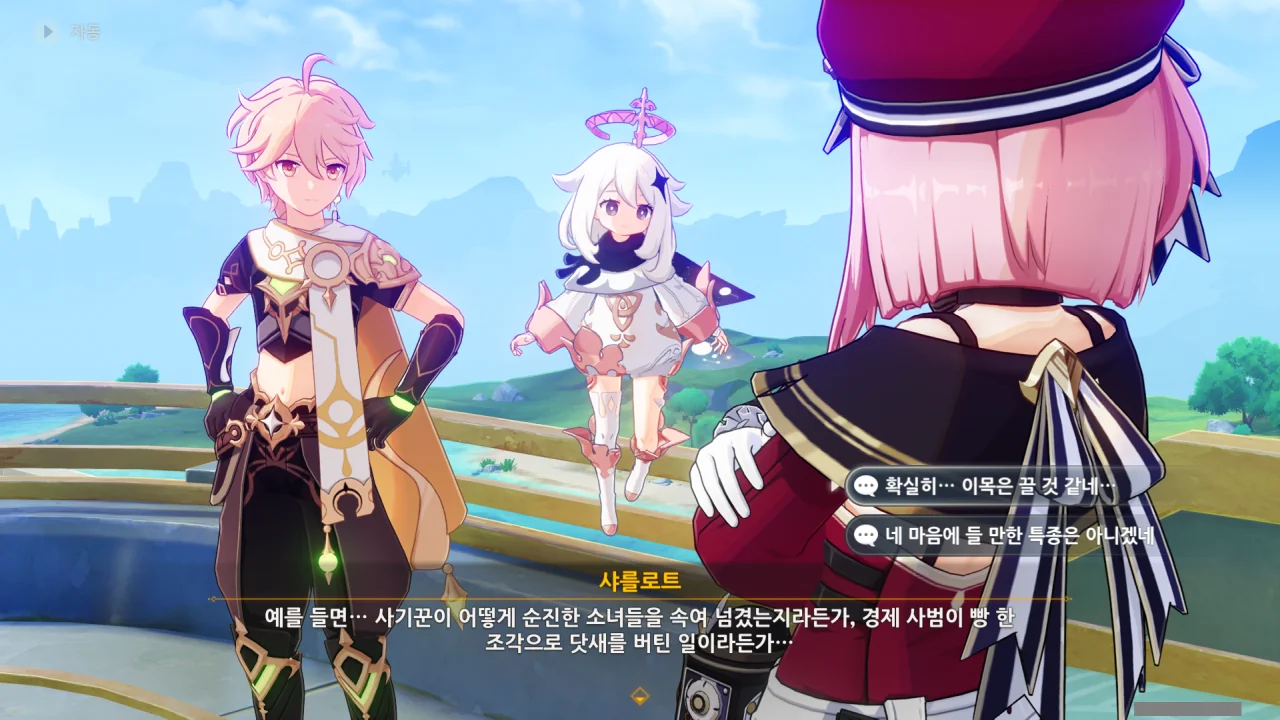 자동
확실히… 이목은 끌 것 같네…
네 마음에 들 만한 특종은 아니겠네
샤를로트
예를 들면… 사기꾼이 어떻게 순진한 소녀들을 속여 넘겼는지라든가, 경제 사범이 빵 한
조각으로 닷새를 버틴 일이라든가…